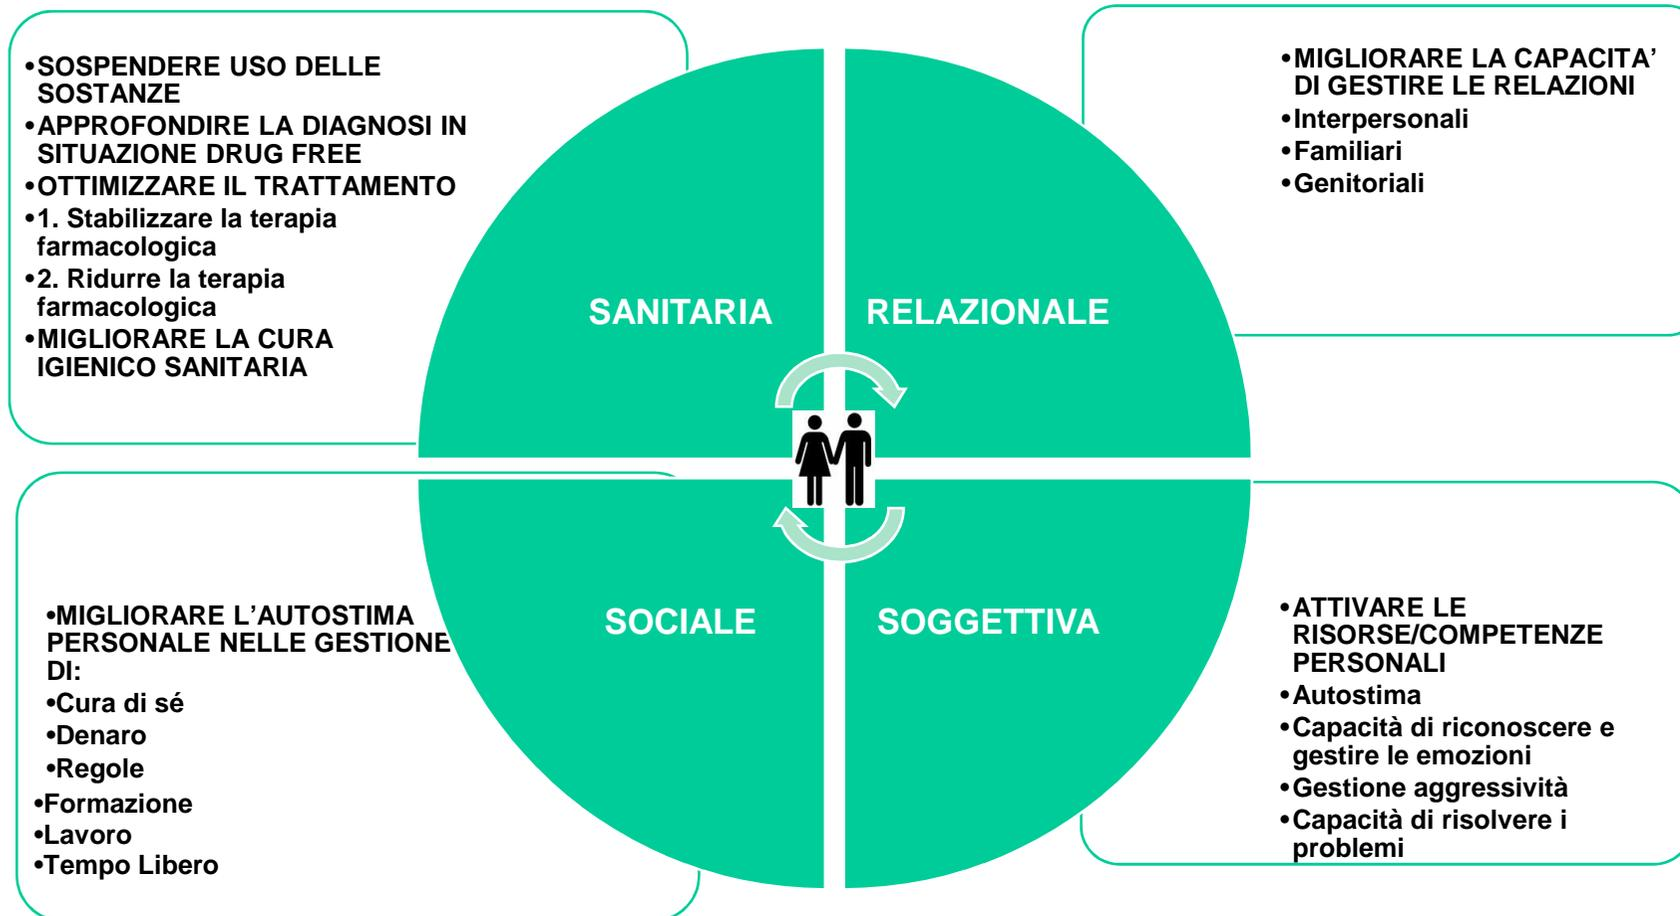 •SOSPENDERE USO DELLE
SOSTANZE
•APPROFONDIRE LA DIAGNOSI IN
SITUAZIONE DRUG FREE
•OTTIMIZZARE IL TRATTAMENTO
•1. Stabilizzare la terapia
farmacologica
•2. Ridurre la terapia
farmacologica
•MIGLIORARE LA CURA
IGIENICO SANITARIA
•MIGLIORARE LA CAPACITA’
DI GESTIRE LE RELAZIONI
•Interpersonali
•Familiari
•Genitoriali
SANITARIA
RELAZIONALE
SOCIALE
SOGGETTIVA
•MIGLIORARE L’AUTOSTIMA
PERSONALE NELLE GESTIONE
DI:
•Cura di sé
•Denaro
•Regole
•Formazione
•Lavoro
•Tempo Libero
•ATTIVARE LE
RISORSE/COMPETENZE
PERSONALI
•Autostima
•Capacità di riconoscere e
gestire le emozioni
•Gestione aggressività
•Capacità di risolvere i
problemi